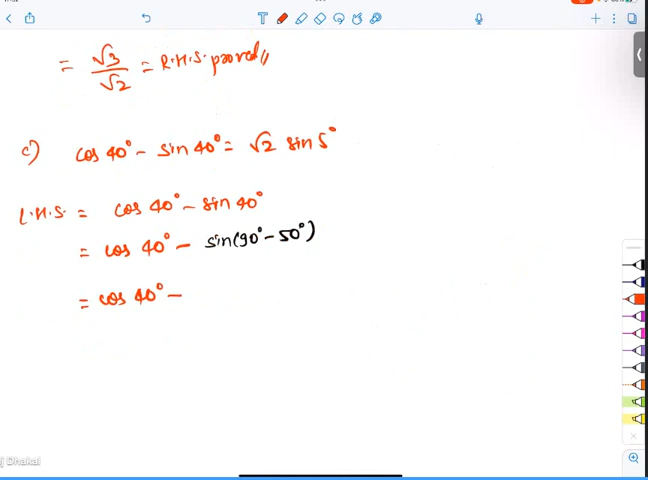 = √3/√2 = R.H.S. proved //
c) cos 40° - sin 40° = √2 sin 5°
L.H.S. = cos 40° - sin 40°
= cos 40° - sin(90° - 50°)
= cos 40° -
j Dhakal